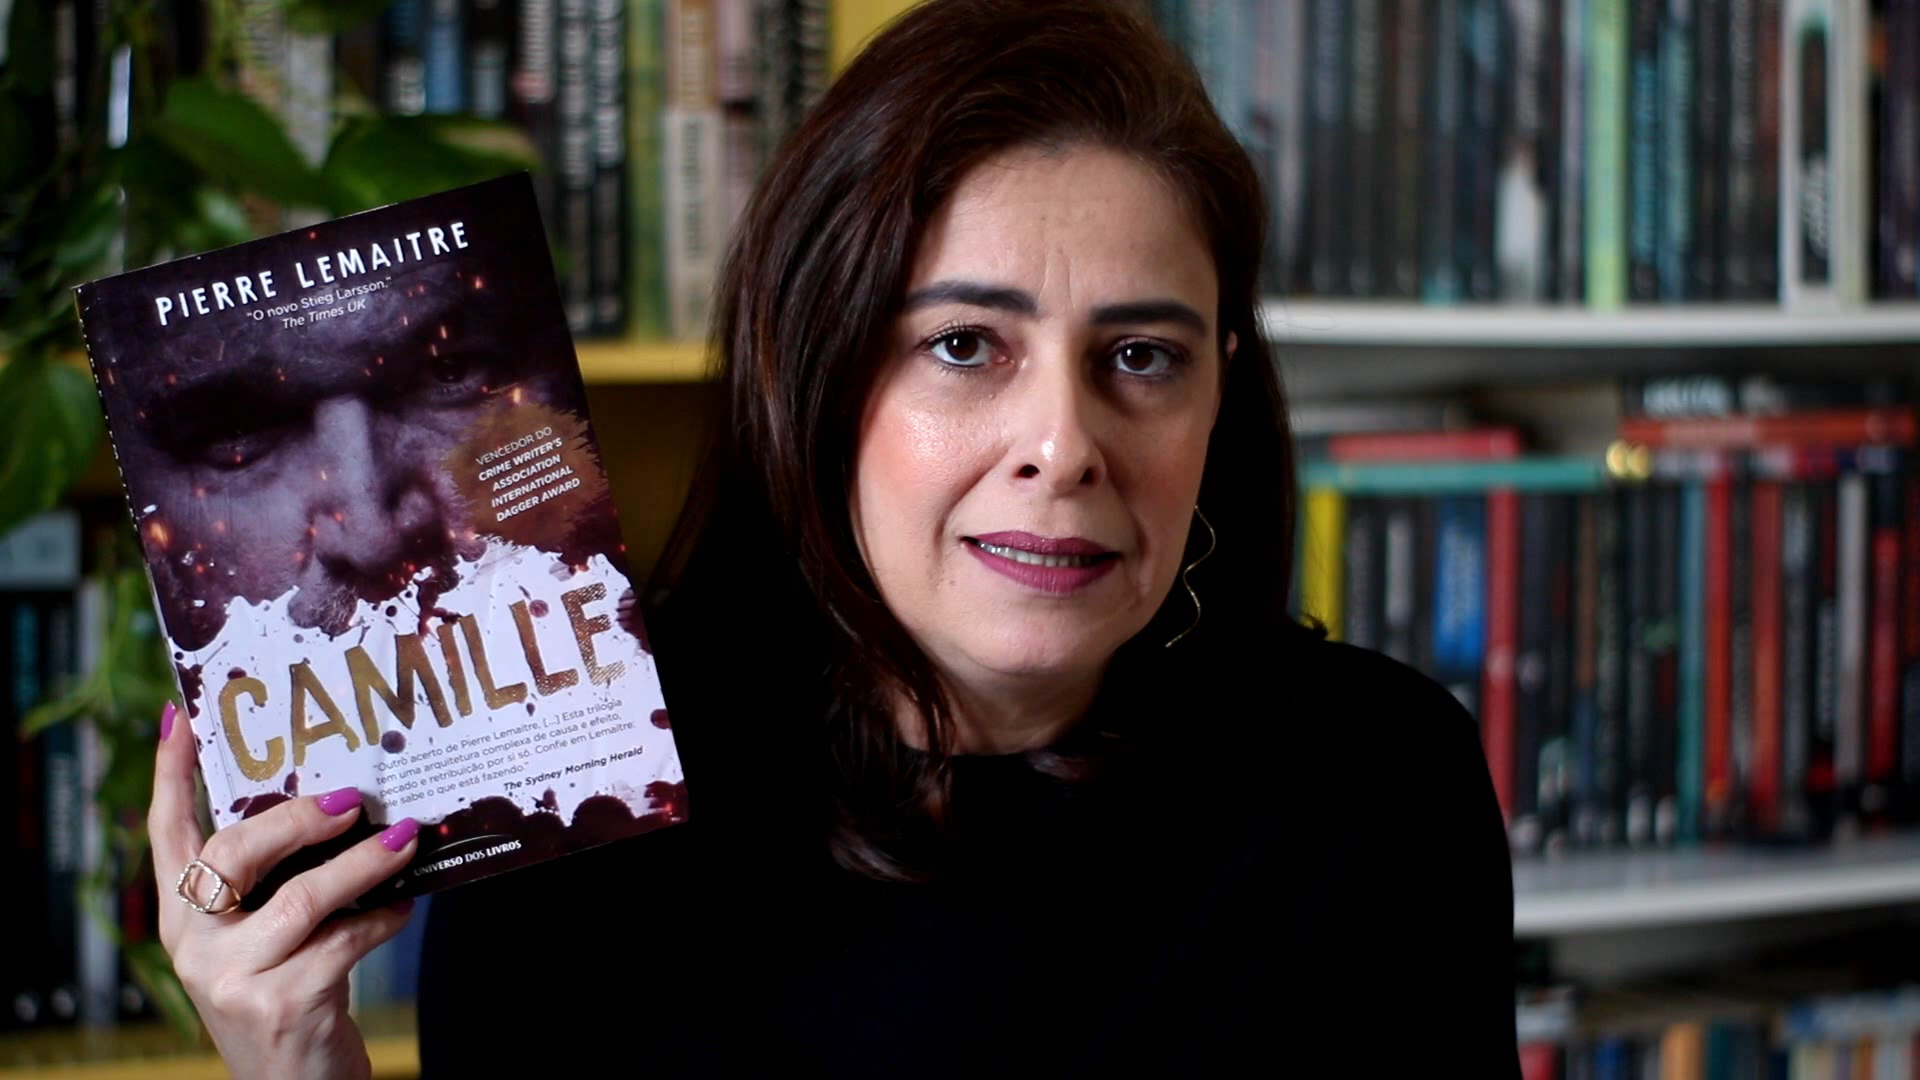 PIERRE LEMAITRE
"O novo Stieg Larsson."
The Times UK
VENCEDOR DO
CRIME WRITER'S
ASSOCIATION
INTERNATIONAL
DAGGER AWARD
CAMILLE
"Outro acerto de Pierre Lemaitre. [...] Esta trilogia
tem uma arquitetura complexa de causa e efeito,
pecado e retribuição por si só. Confie em Lemaitre:
ele sabe o que está fazendo."
The Sydney Morning Herald
UNIVERSO DOS LIVROS